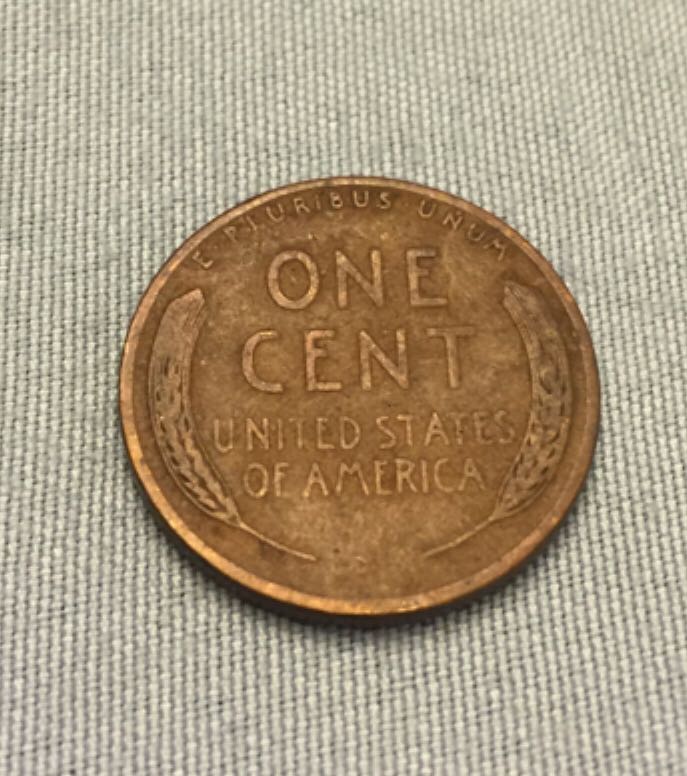 E · PLURIBUS UNUM
ONE
CENT
UNITED STATES
OF AMERICA